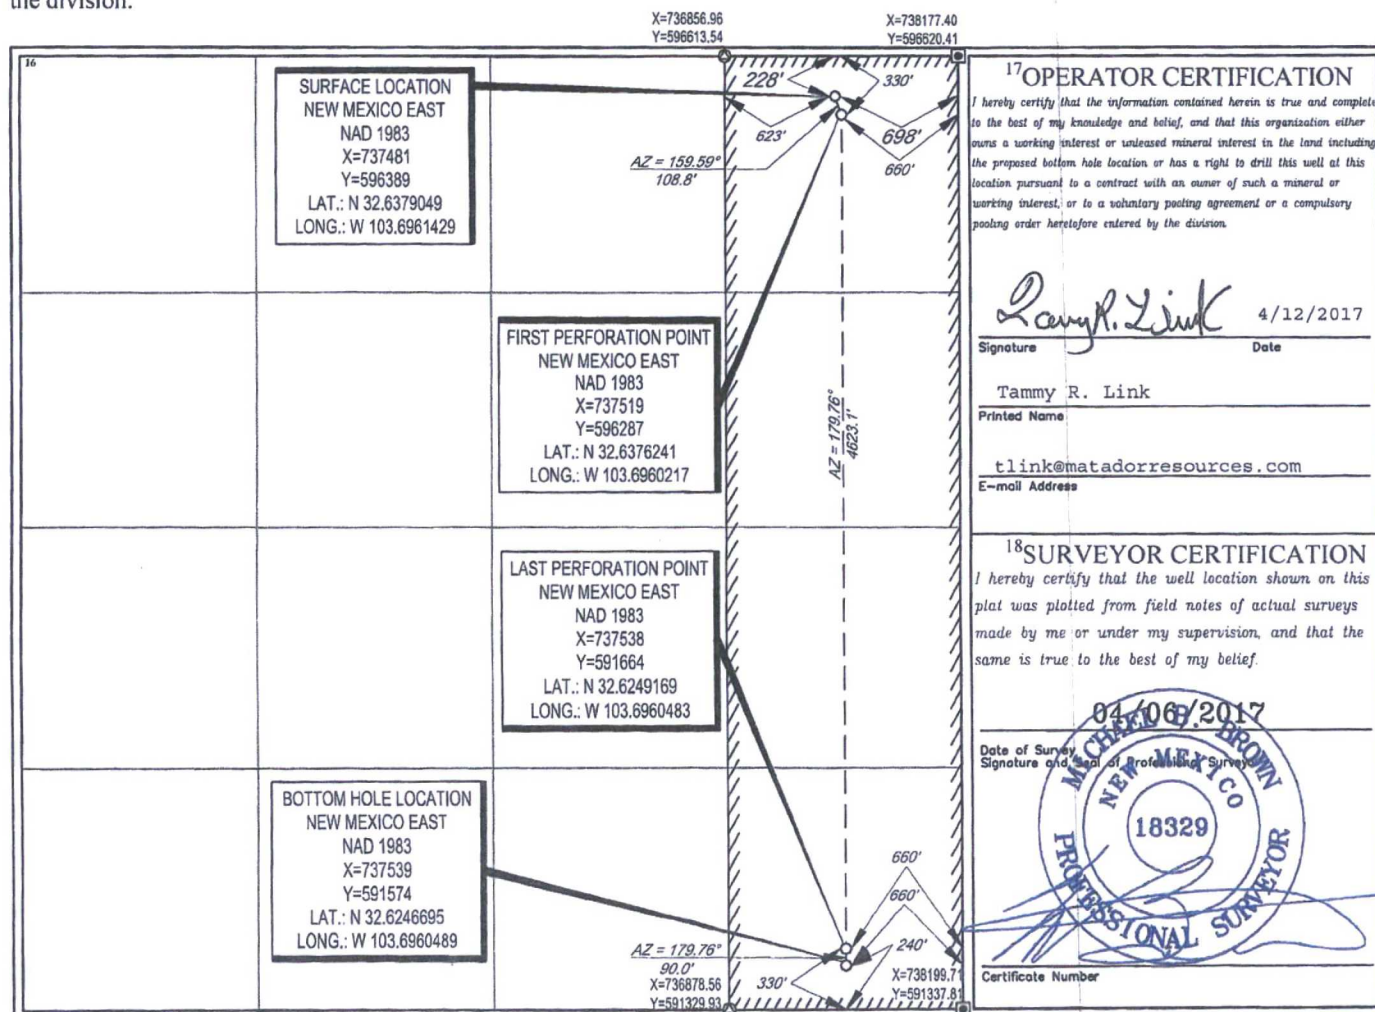 the division.
X=736856.96
Y=596613.54
X=738177.40
Y=596620.41
16
SURFACE LOCATION
NEW MEXICO EAST
NAD 1983
X=737481
Y=596389
LAT.: N 32.6379049
LONG.: W 103.6961429
228'
330'
623'
698'
660'
AZ = 159.59°
108.8'
FIRST PERFORATION POINT
NEW MEXICO EAST
NAD 1983
X=737519
Y=596287
LAT.: N 32.6376241
LONG.: W 103.6960217
AZ = 179.76°
4623.1'
LAST PERFORATION POINT
NEW MEXICO EAST
NAD 1983
X=737538
Y=591664
LAT.: N 32.6249169
LONG.: W 103.6960483
BOTTOM HOLE LOCATION
NEW MEXICO EAST
NAD 1983
X=737539
Y=591574
LAT.: N 32.6246695
LONG.: W 103.6960489
660'
660'
240'
330'
AZ = 179.76°
90.0'
X=736878.56
Y=591329.93
X=738199.71
Y=591337.81
17 OPERATOR CERTIFICATION
I hereby certify that the information contained herein is true and complete
to the best of my knowledge and belief, and that this organization either
owns a working interest or unleased mineral interest in the land including
the proposed bottom hole location or has a right to drill this well at this
location pursuant to a contract with an owner of such a mineral or
working interest, or to a voluntary pooling agreement or a compulsory
pooling order heretofore entered by the division.
4/12/2017
Signature Date
Tammy R. Link
Printed Name
tlink@matadorresources.com
E-mail Address
18 SURVEYOR CERTIFICATION
I hereby certify that the well location shown on this
plat was plotted from field notes of actual surveys
made by me or under my supervision, and that the
same is true to the best of my belief.
04/06/2017
Date of Survey
Signature and Seal of Professional Surveyor
MICHAEL B. BROWN
NEW MEXICO
18329
PROFESSIONAL SURVEYOR
Certificate Number